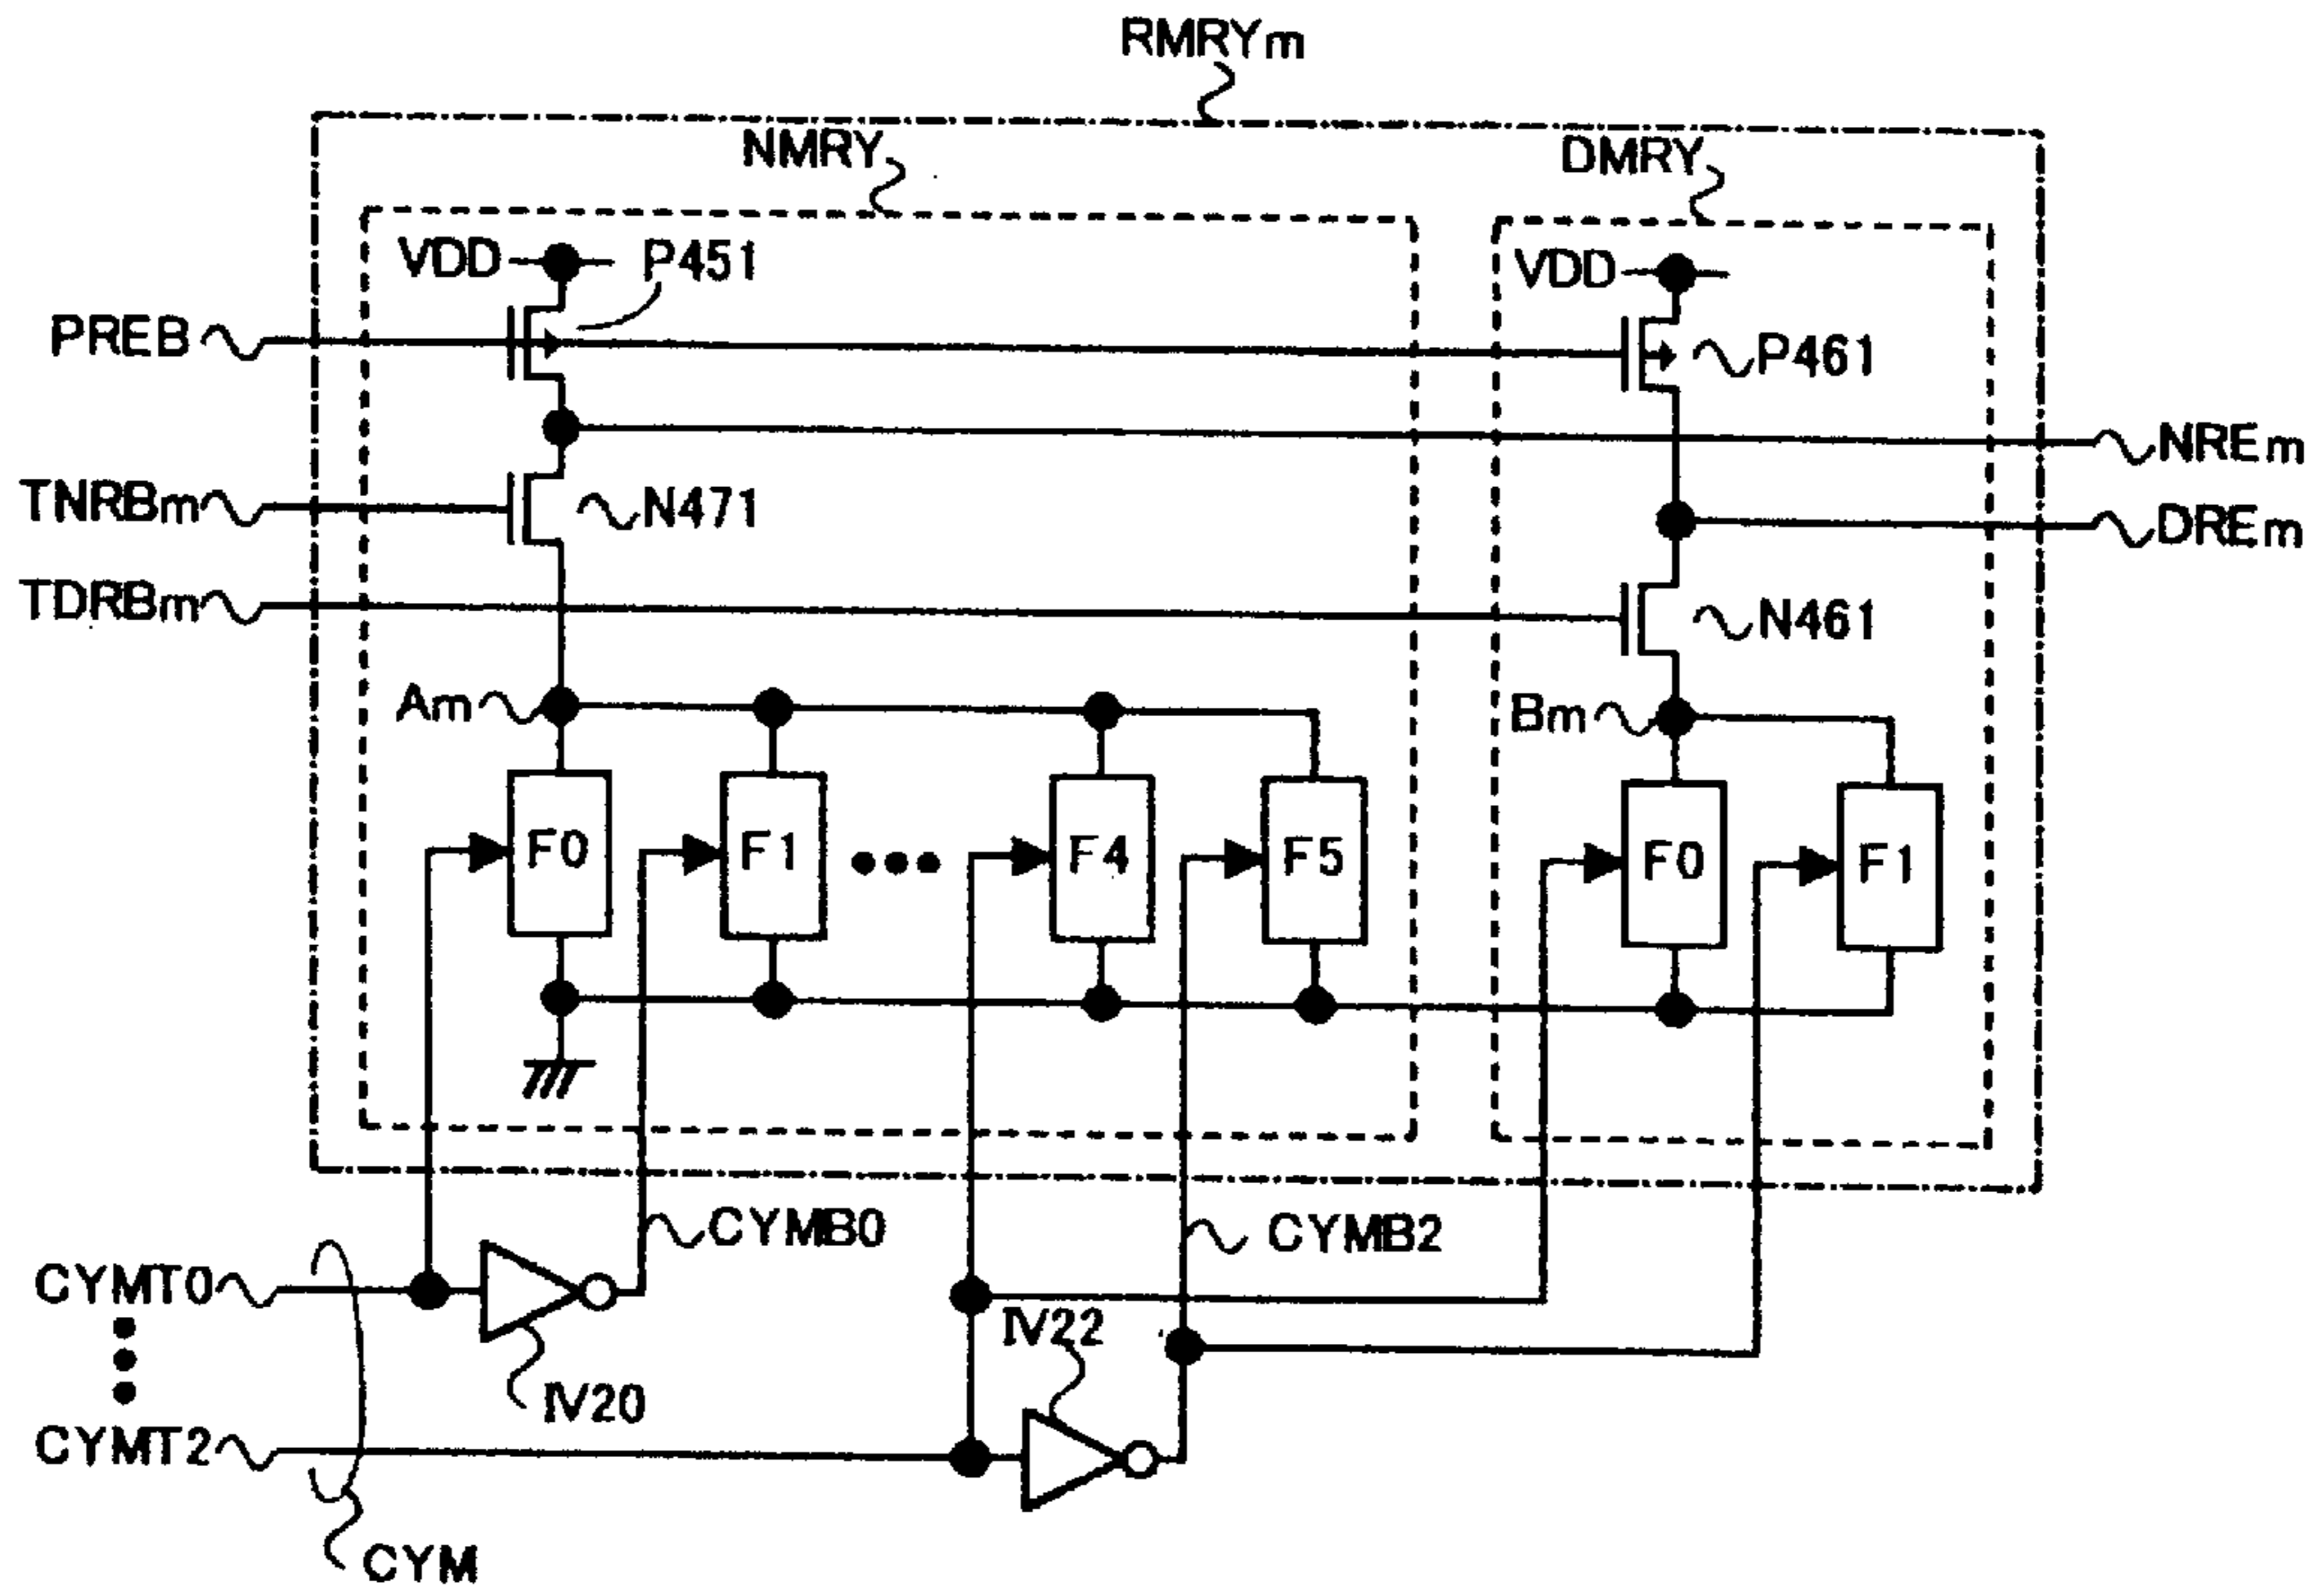 RMRYm
NMRY
DMRY
VDD
P451
VDD
PREB
P461
NREm
TNRBm
N471
DREm
TDRBm
N461
Am
Bm
F0
F1
F4
F5
F0
F1
CYMB0
CYMB2
CYMT0
IV22
IV20
CYMT2
CYM